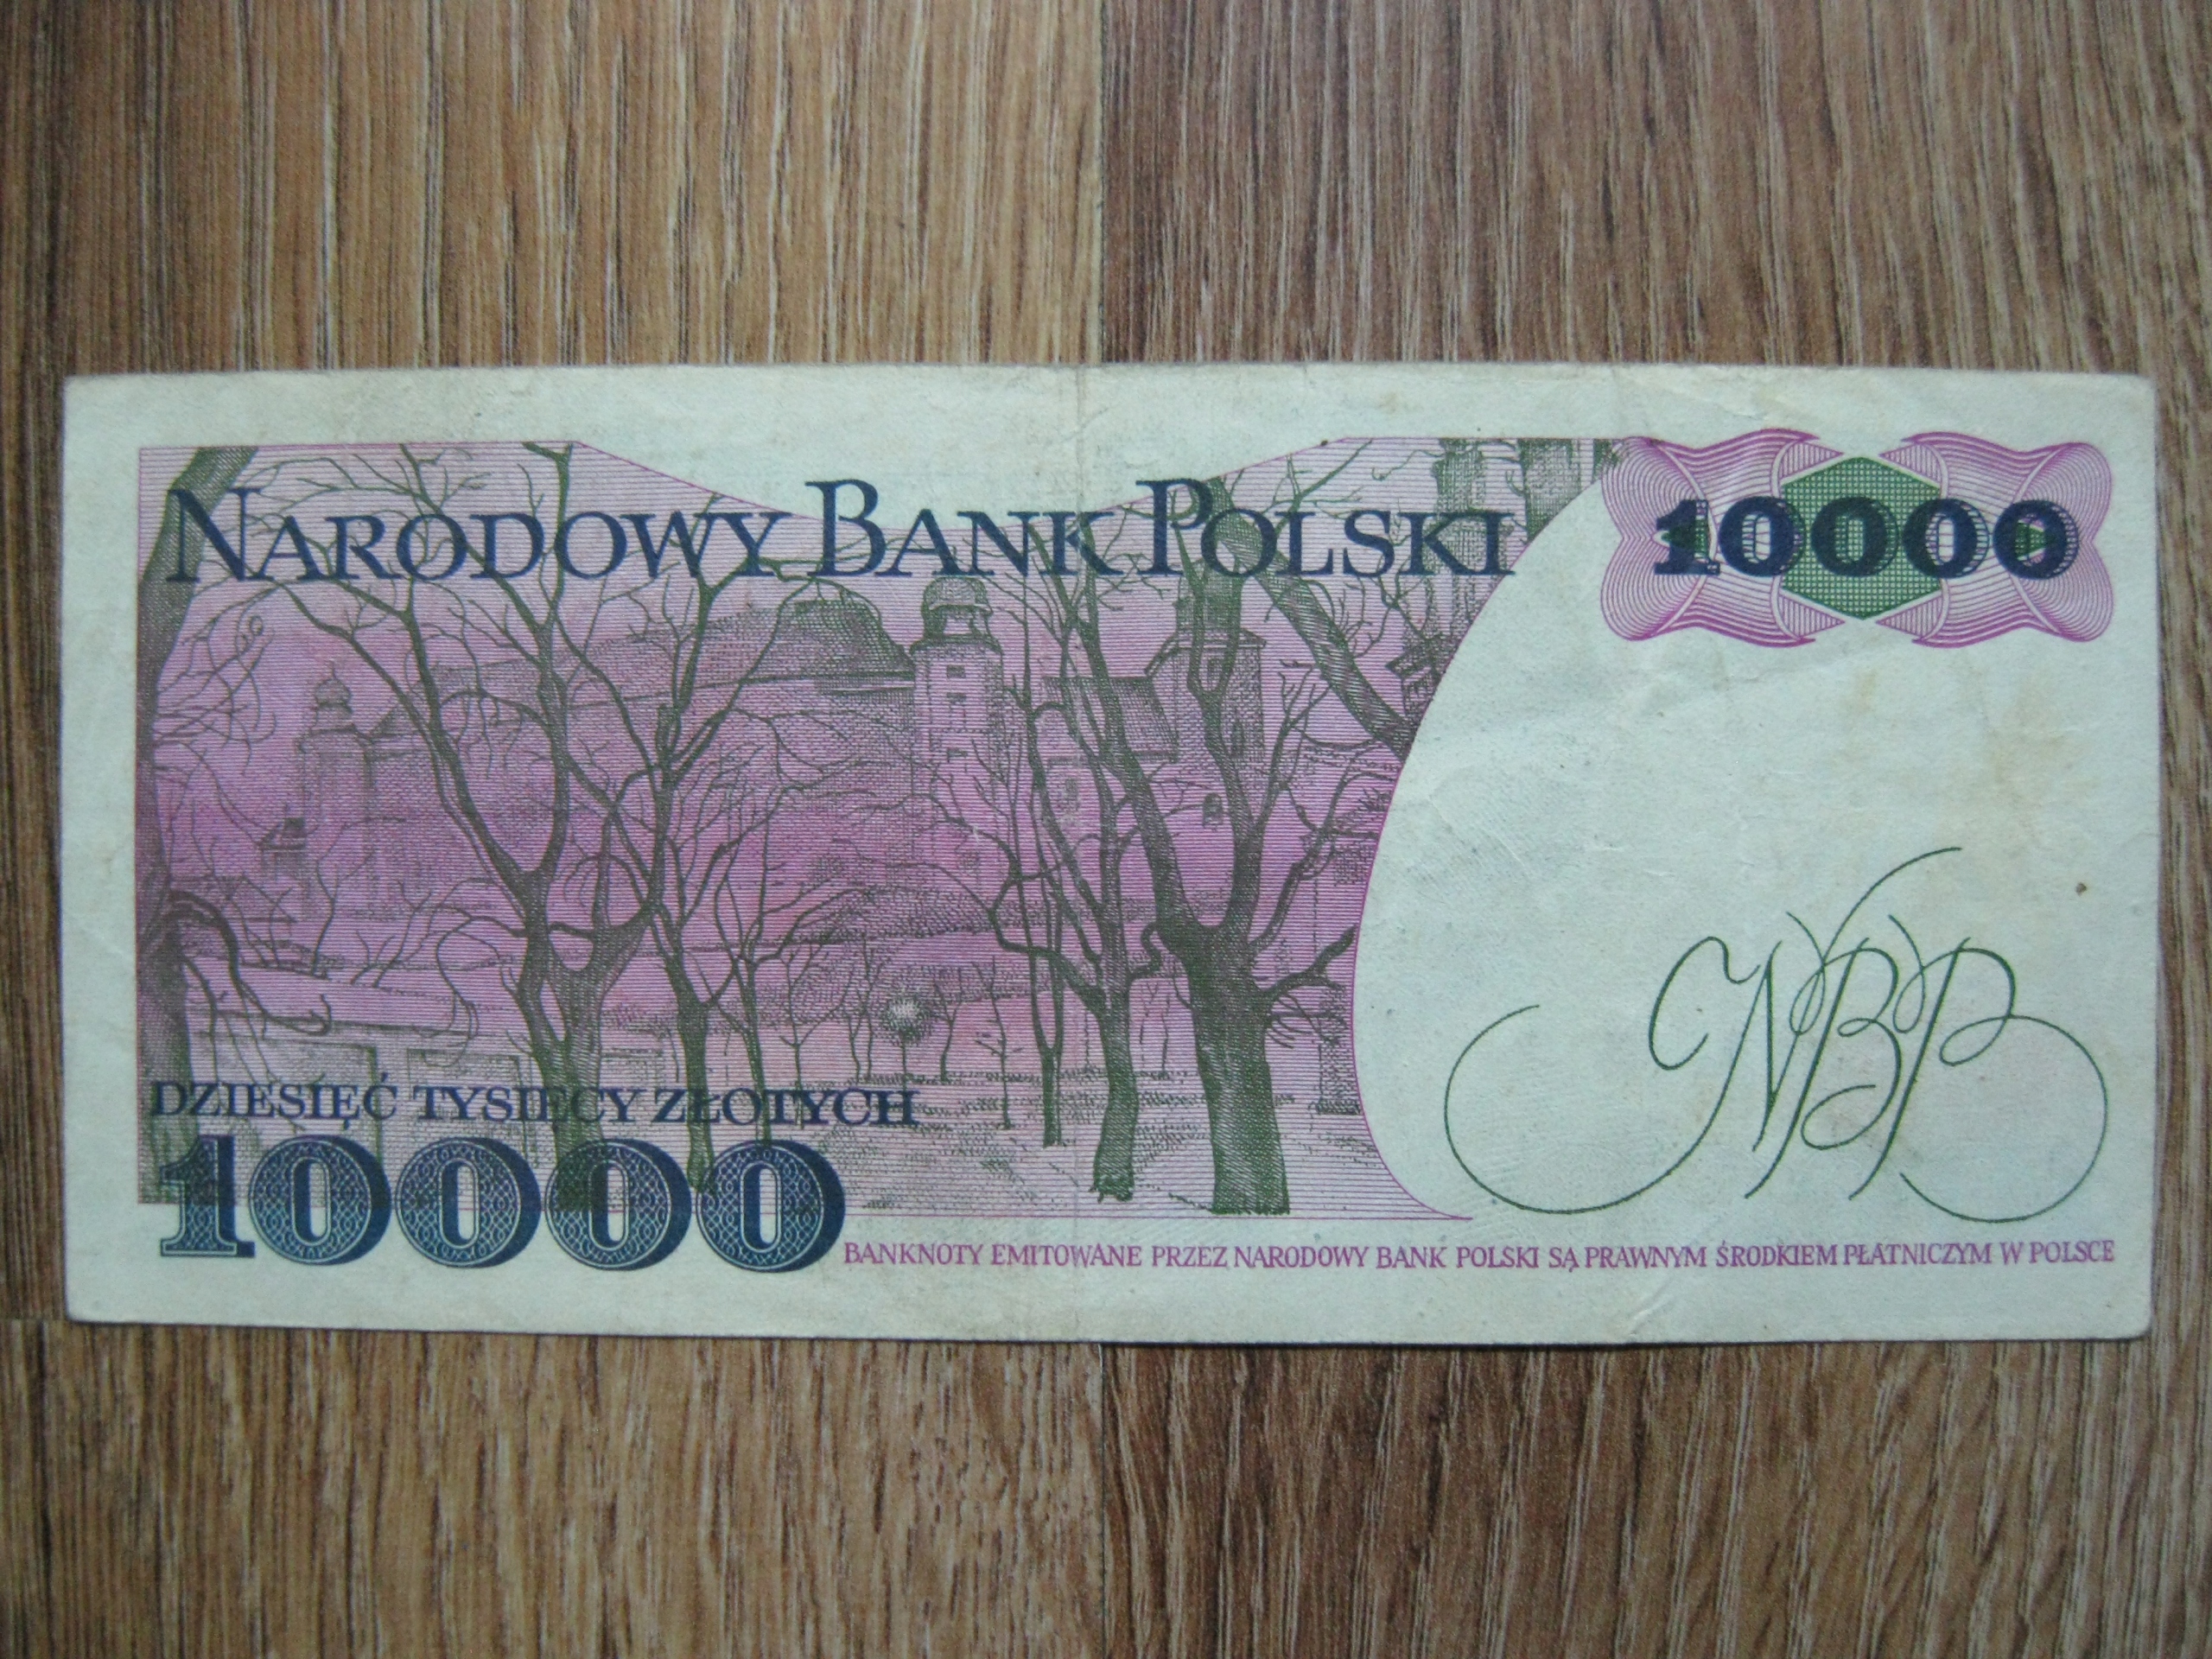 NARODOWY BANK POLSKI
10000
NBP
DZIESIĘĆ TYSIĘCY ZŁOTYCH
10000
BANKNOTY EMITOWANE PRZEZ NARODOWY BANK POLSKI SĄ PRAWNYM ŚRODKIEM PŁATNICZYM W POLSCE